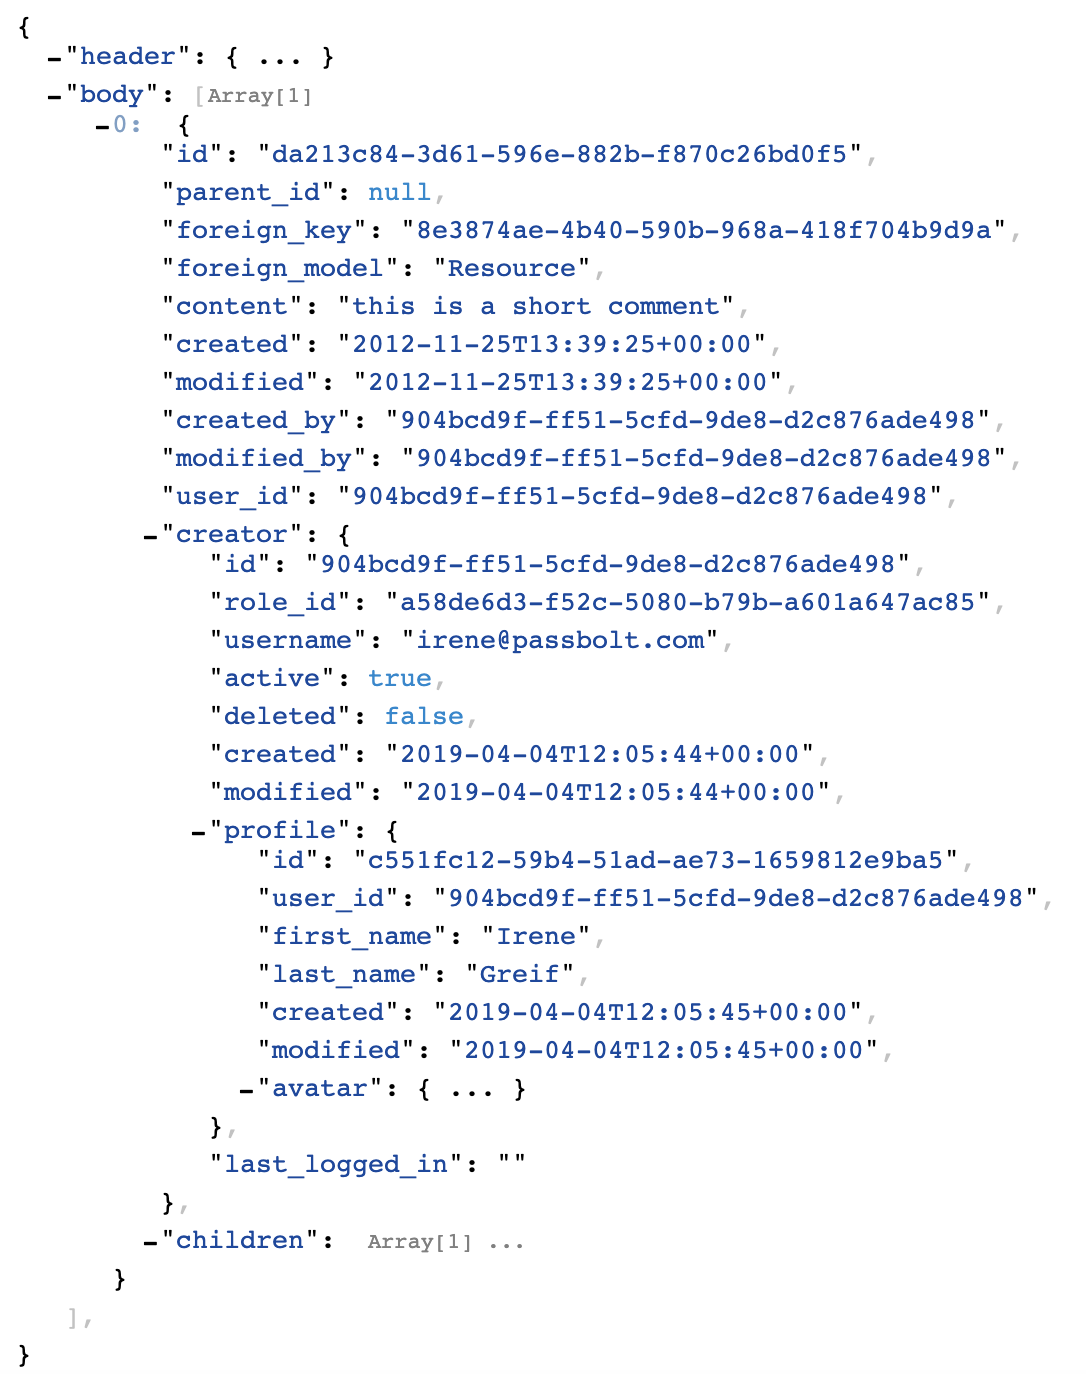 {
–"header": { ... }
–"body": [Array[1]
–0: {
"id": "da213c84-3d61-596e-882b-f870c26bd0f5",
"parent_id": null,
"foreign_key": "8e3874ae-4b40-590b-968a-418f704b9d9a",
"foreign_model": "Resource",
"content": "this is a short comment",
"created": "2012-11-25T13:39:25+00:00",
"modified": "2012-11-25T13:39:25+00:00",
"created_by": "904bcd9f-ff51-5cfd-9de8-d2c876ade498",
"modified_by": "904bcd9f-ff51-5cfd-9de8-d2c876ade498",
"user_id": "904bcd9f-ff51-5cfd-9de8-d2c876ade498",
–"creator": {
"id": "904bcd9f-ff51-5cfd-9de8-d2c876ade498",
"role_id": "a58de6d3-f52c-5080-b79b-a601a647ac85",
"username": "irene@passbolt.com",
"active": true,
"deleted": false,
"created": "2019-04-04T12:05:44+00:00",
"modified": "2019-04-04T12:05:44+00:00",
–"profile": {
"id": "c551fc12-59b4-51ad-ae73-1659812e9ba5",
"user_id": "904bcd9f-ff51-5cfd-9de8-d2c876ade498",
"first_name": "Irene",
"last_name": "Greif",
"created": "2019-04-04T12:05:45+00:00",
"modified": "2019-04-04T12:05:45+00:00",
–"avatar": { ... }
},
"last_logged_in": ""
},
–"children": Array[1] ...
}
],
}